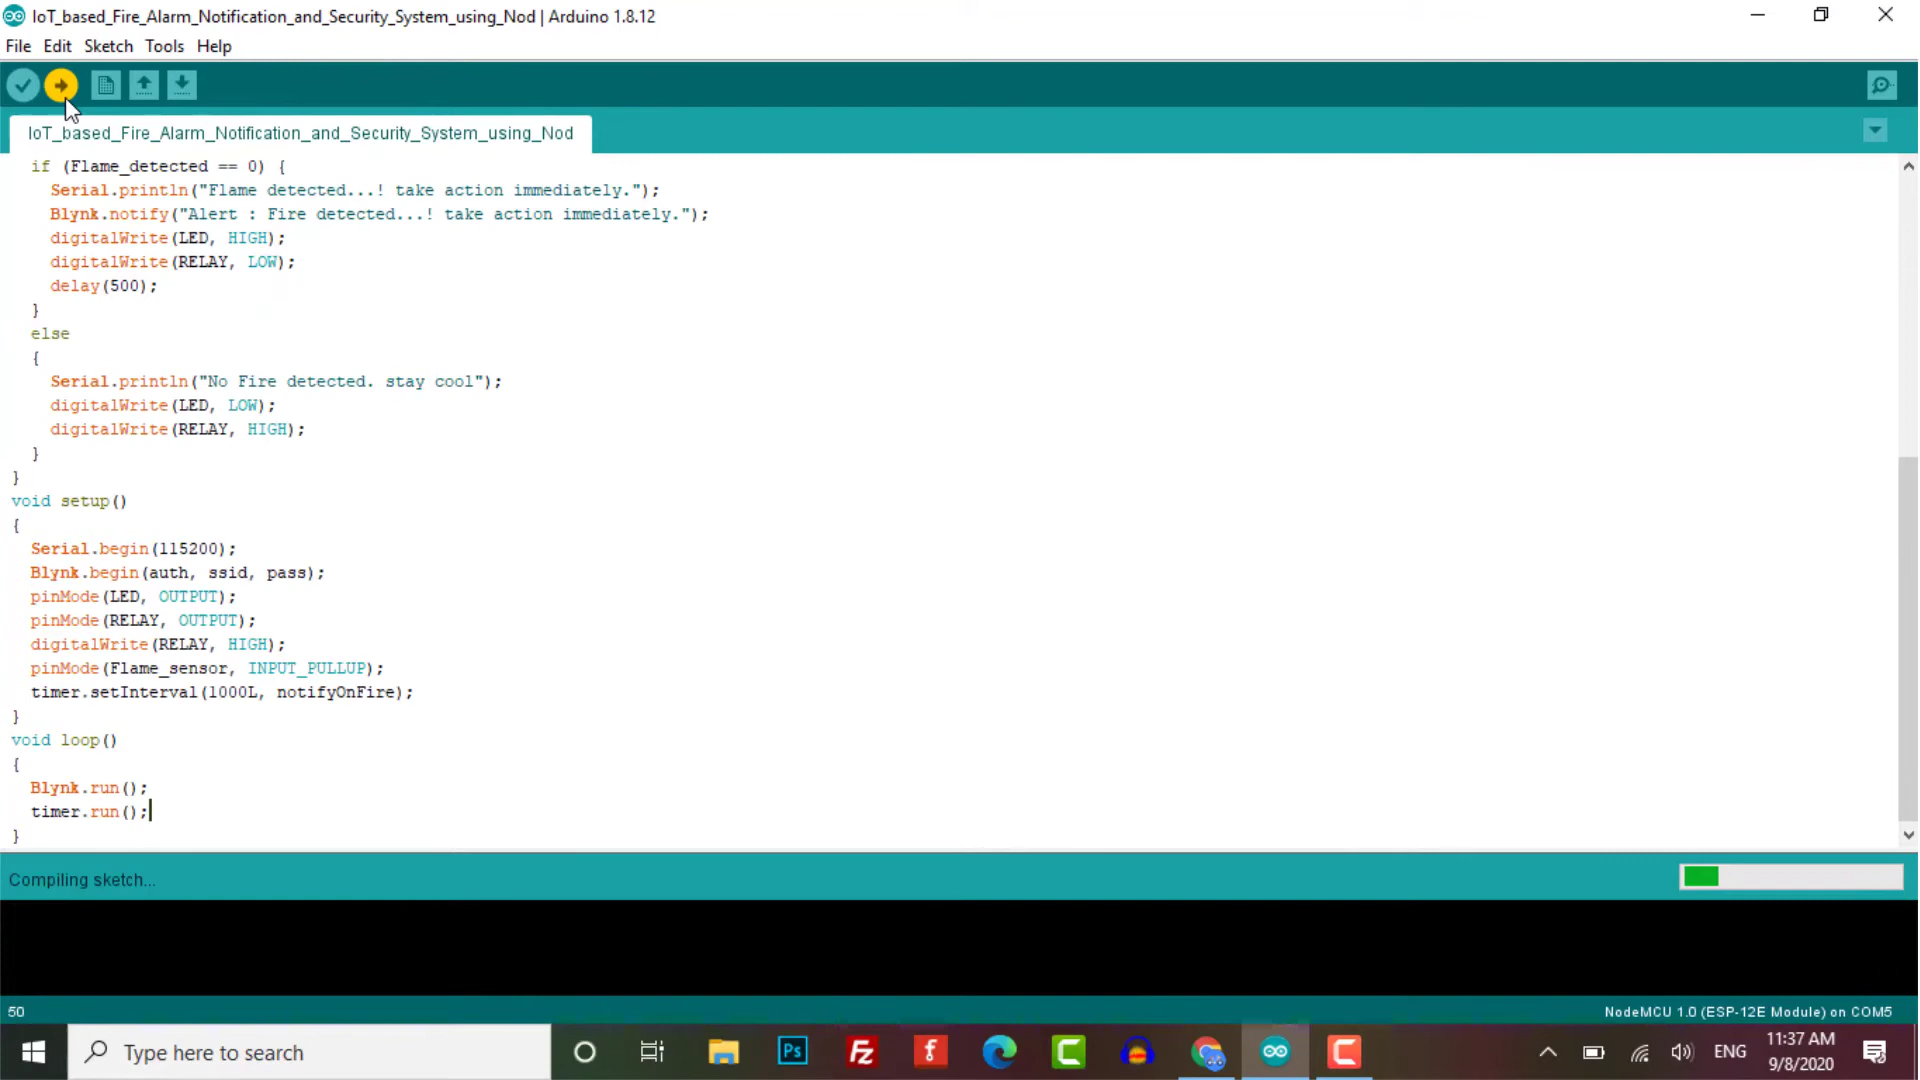 IoT_based_Fire_Alarm_Notification_and_Security_System_using_Nod | Arduino 1.8.12
File Edit Sketch Tools Help
IoT_based_Fire_Alarm_Notification_and_Security_System_using_Nod
if (Flame_detected == 0) {
Serial.println("Flame detected...! take action immediately.");
Blynk.notify("Alert : Fire detected...! take action immediately.");
digitalWrite(LED, HIGH);
digitalWrite(RELAY, LOW);
delay(500);
}
else
{
Serial.println("No Fire detected. stay cool");
digitalWrite(LED, LOW);
digitalWrite(RELAY, HIGH);
}
}
void setup()
{
Serial.begin(115200);
Blynk.begin(auth, ssid, pass);
pinMode(LED, OUTPUT);
pinMode(RELAY, OUTPUT);
digitalWrite(RELAY, HIGH);
pinMode(Flame_sensor, INPUT_PULLUP);
timer.setInterval(1000L, notifyOnFire);
}
void loop()
{
Blynk.run();
timer.run();
}
Compiling sketch...
50
NodeMCU 1.0 (ESP-12E Module) on COM5
Type here to search
Ps
Fz
ENG
11:37 AM
9/8/2020